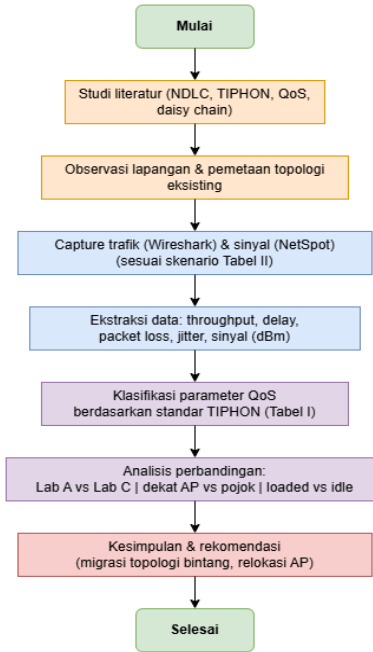 Mulai
Studi literatur (NDLC, TIPHON, QoS,
daisy chain)
Observasi lapangan & pemetaan topologi
eksisting
Capture trafik (Wireshark) & sinyal (NetSpot)
(sesuai skenario Tabel II)
Ekstraksi data: throughput, delay,
packet loss, jitter, sinyal (dBm)
Klasifikasi parameter QoS
berdasarkan standar TIPHON (Tabel I)
Analisis perbandingan:
Lab A vs Lab C | dekat AP vs pojok | loaded vs idle
Kesimpulan & rekomendasi
(migrasi topologi bintang, relokasi AP)
Selesai